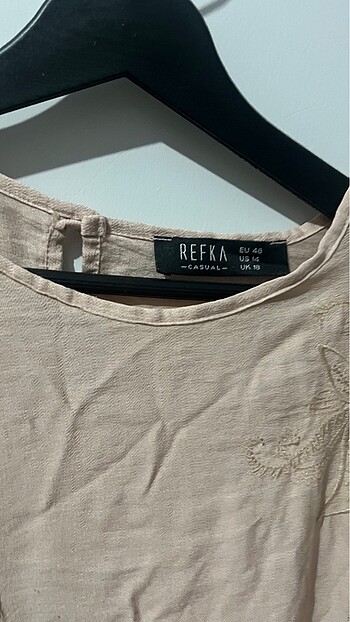 REFKA
—CASUAL—
EU 46
US 14
UK 18